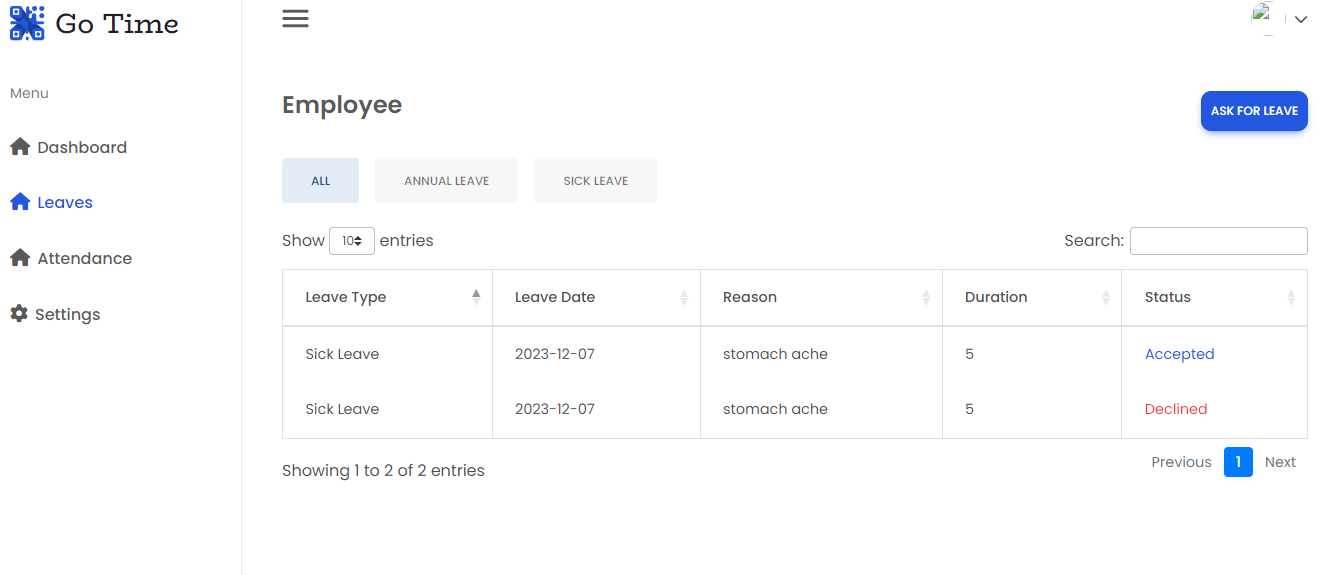 Go Time
Menu
Dashboard
Leaves
Attendance
Settings
Employee
ASK FOR LEAVE
ALL ANNUAL LEAVE SICK LEAVE
Show 10 entries Search:
Leave Type Leave Date Reason Duration Status
Sick Leave 2023-12-07 stomach ache 5 Accepted
Sick Leave 2023-12-07 stomach ache 5 Declined
Showing 1 to 2 of 2 entries
Previous 1 Next